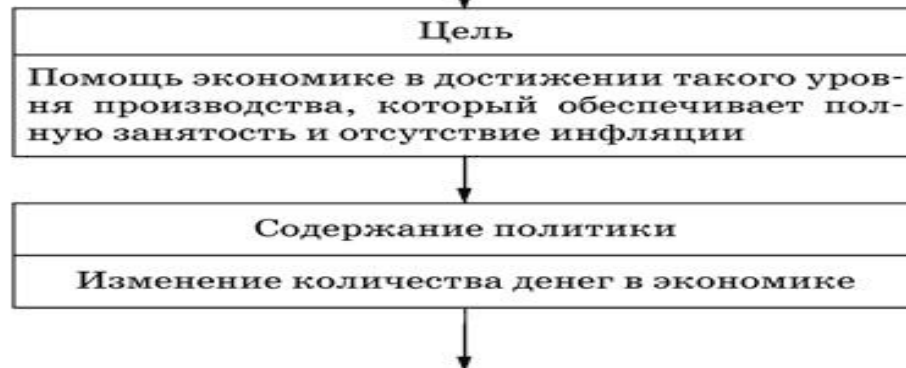 Цель
Помощь экономике в достижении такого уров-
ня производства, который обеспечивает пол-
ную занятость и отсутствие инфляции
Содержание политики
Изменение количества денег в экономике